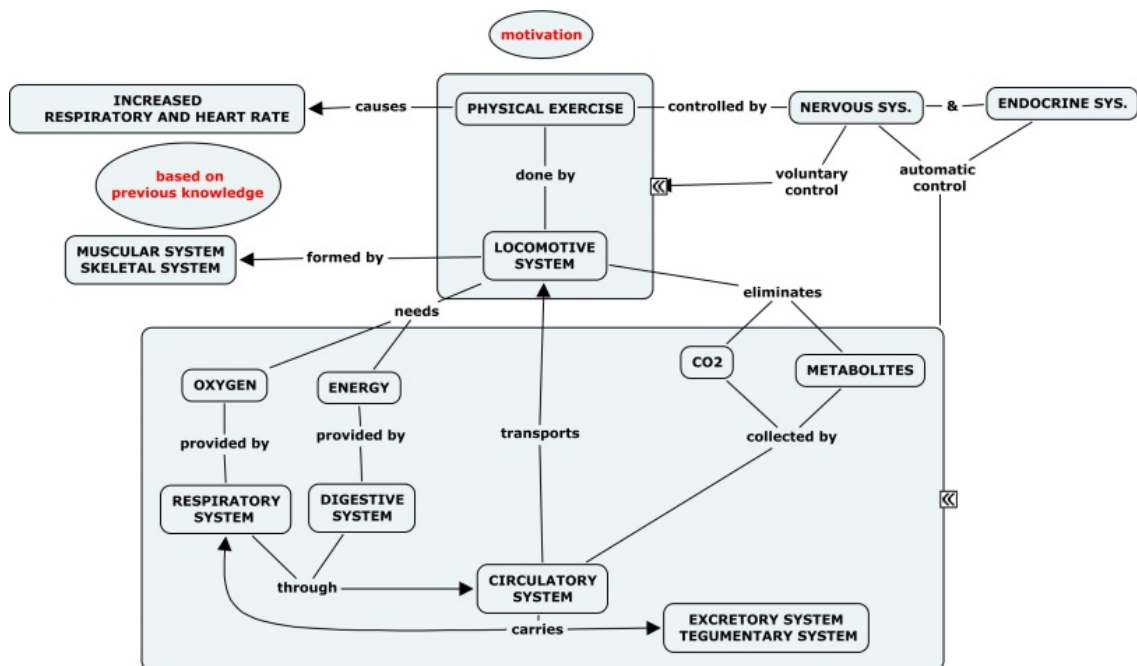 motivation
INCREASED
RESPIRATORY AND HEART RATE
causes
PHYSICAL EXERCISE
controlled by
NERVOUS SYS.
&
ENDOCRINE SYS.
based on
previous knowledge
done by
voluntary
control
automatic
control
MUSCULAR SYSTEM
SKELETAL SYSTEM
formed by
LOCOMOTIVE
SYSTEM
eliminates
needs
OXYGEN
ENERGY
CO2
METABOLITES
provided by
provided by
transports
collected by
RESPIRATORY
SYSTEM
DIGESTIVE
SYSTEM
through
CIRCULATORY
SYSTEM
carries
EXCRETORY SYSTEM
TEGUMENTARY SYSTEM